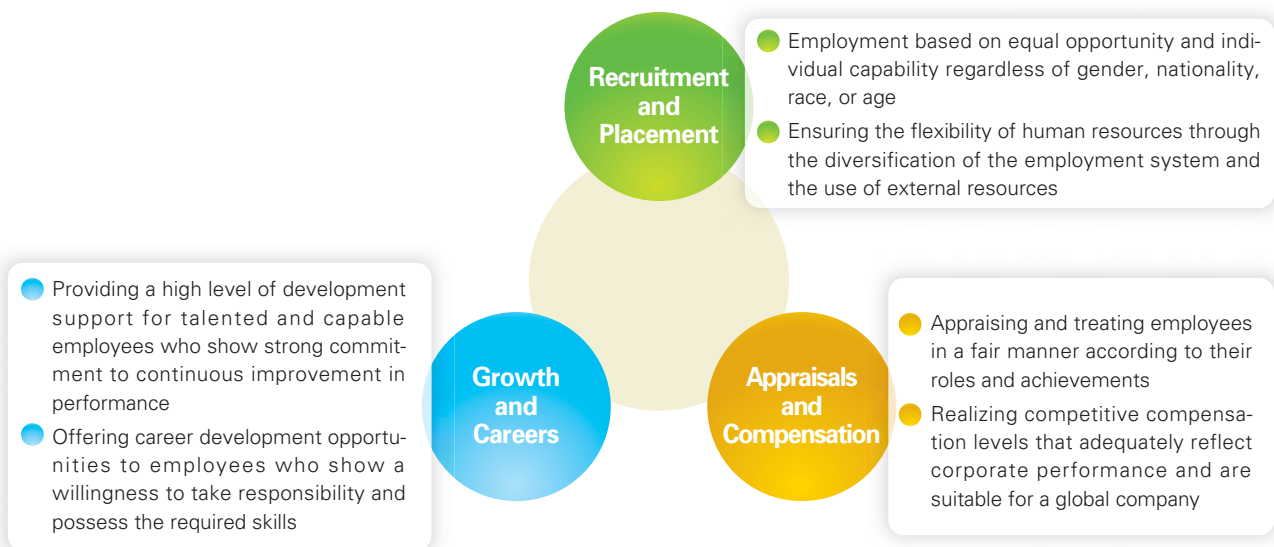 Recruitment
and
Placement
Employment based on equal opportunity and indi-
vidual capability regardless of gender, nationality,
race, or age
Ensuring the flexibility of human resources through
the diversification of the employment system and
the use of external resources
Growth
and
Careers
Providing a high level of development
support for talented and capable
employees who show strong commit-
ment to continuous improvement in
performance
Offering career development opportu-
nities to employees who show a
willingness to take responsibility and
possess the required skills
Appraisals
and
Compensation
Appraising and treating employees
in a fair manner according to their
roles and achievements
Realizing competitive compensa-
tion levels that adequately reflect
corporate performance and are
suitable for a global company